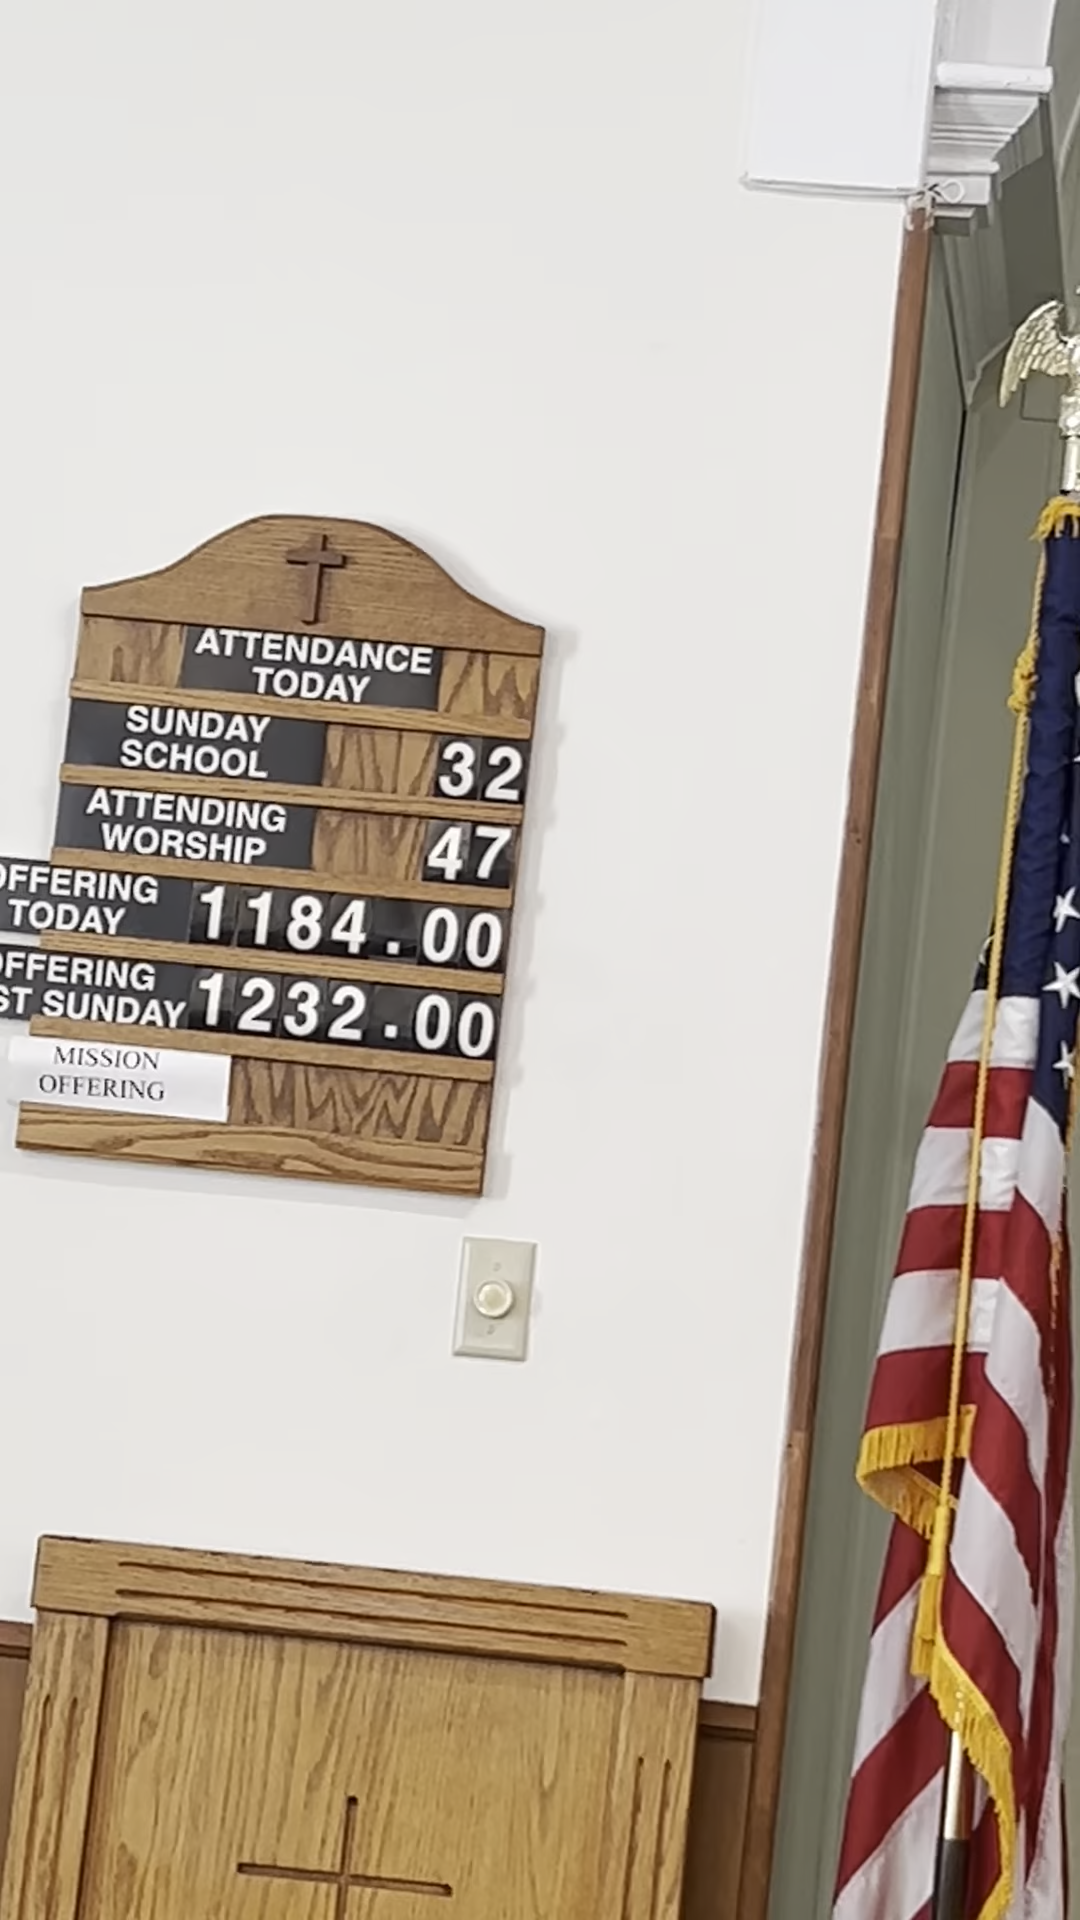 ATTENDANCE
TODAY
SUNDAY
SCHOOL
32
ATTENDING
WORSHIP
47
OFFERING
TODAY
1184.00
OFFERING
ST SUNDAY
1232.00
MISSION
OFFERING